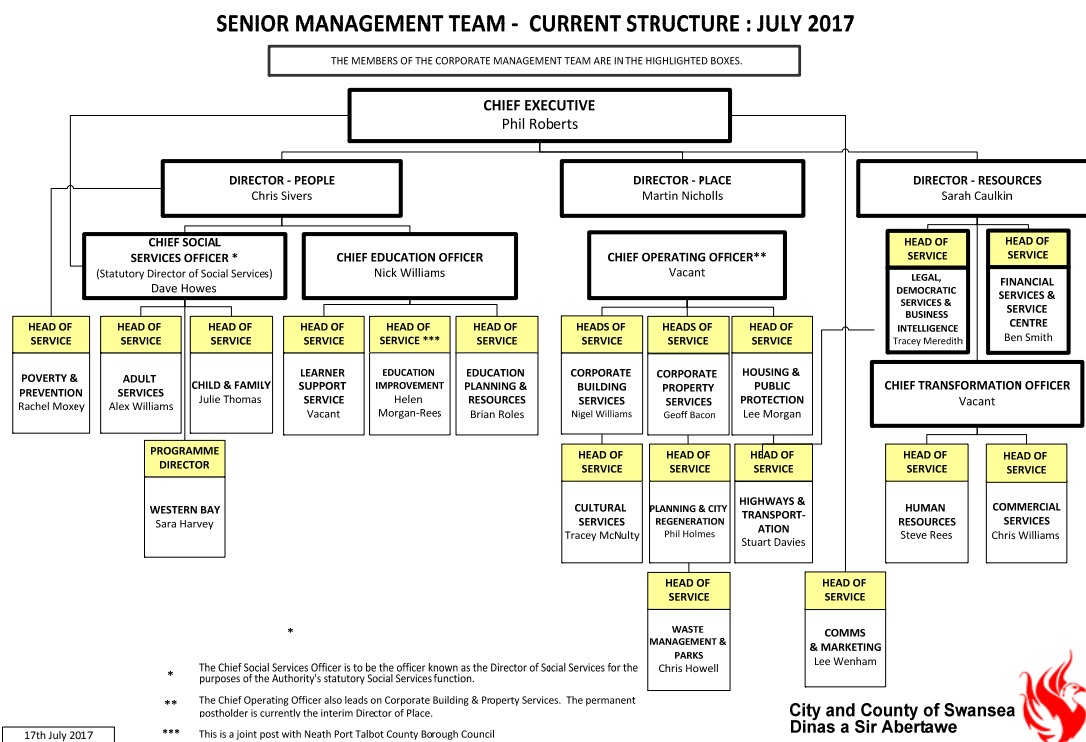 SENIOR MANAGEMENT TEAM - CURRENT STRUCTURE : JULY 2017
THE MEMBERS OF THE CORPORATE MANAGEMENT TEAM ARE IN THE HIGHLIGHTED BOXES.
CHIEF EXECUTIVE
Phil Roberts
DIRECTOR - PEOPLE
Chris Sivers
DIRECTOR - PLACE
Martin Nicholls
DIRECTOR - RESOURCES
Sarah Caulkin
CHIEF SOCIAL
SERVICES OFFICER *
(Statutory Director of Social Services)
Dave Howes
CHIEF EDUCATION OFFICER
Nick Williams
CHIEF OPERATING OFFICER**
Vacant
HEAD OF
SERVICE
LEGAL,
DEMOCRATIC
SERVICES &
BUSINESS
INTELLIGENCE
Tracey Meredith
HEAD OF
SERVICE
FINANCIAL
SERVICES &
SERVICE
CENTRE
Ben Smith
HEAD OF
SERVICE
POVERTY &
PREVENTION
Rachel Moxey
HEAD OF
SERVICE
ADULT
SERVICES
Alex Williams
HEAD OF
SERVICE
CHILD & FAMILY
Julie Thomas
HEAD OF
SERVICE
LEARNER
SUPPORT
SERVICE
Vacant
HEAD OF
SERVICE ***
EDUCATION
IMPROVEMENT
Helen
Morgan-Rees
HEAD OF
SERVICE
EDUCATION
PLANNING &
RESOURCES
Brian Roles
HEADS OF
SERVICE
CORPORATE
BUILDING
SERVICES
Nigel Williams
HEADS OF
SERVICE
CORPORATE
PROPERTY
SERVICES
Geoff Bacon
HEAD OF
SERVICE
HOUSING &
PUBLIC
PROTECTION
Lee Morgan
CHIEF TRANSFORMATION OFFICER
Vacant
PROGRAMME
DIRECTOR
WESTERN BAY
Sara Harvey
HEAD OF
SERVICE
CULTURAL
SERVICES
Tracey McNulty
HEAD OF
SERVICE
PLANNING & CITY
REGENERATION
Phil Holmes
HEAD OF
SERVICE
HIGHWAYS &
TRANSPORT-
ATION
Stuart Davies
HEAD OF
SERVICE
HUMAN
RESOURCES
Steve Rees
HEAD OF
SERVICE
COMMERCIAL
SERVICES
Chris Williams
HEAD OF
SERVICE
WASTE
MANAGEMENT &
PARKS
Chris Howell
HEAD OF
SERVICE
COMMS
& MARKETING
Lee Wenham
*
* The Chief Social Services Officer is to be the officer known as the Director of Social Services for the
purposes of the Authority's statutory Social Services function.
** The Chief Operating Officer also leads on Corporate Building & Property Services. The permanent
postholder is currently the interim Director of Place.
*** This is a joint post with Neath Port Talbot County Borough Council
17th July 2017
City and County of Swansea
Dinas a Sir Abertawe